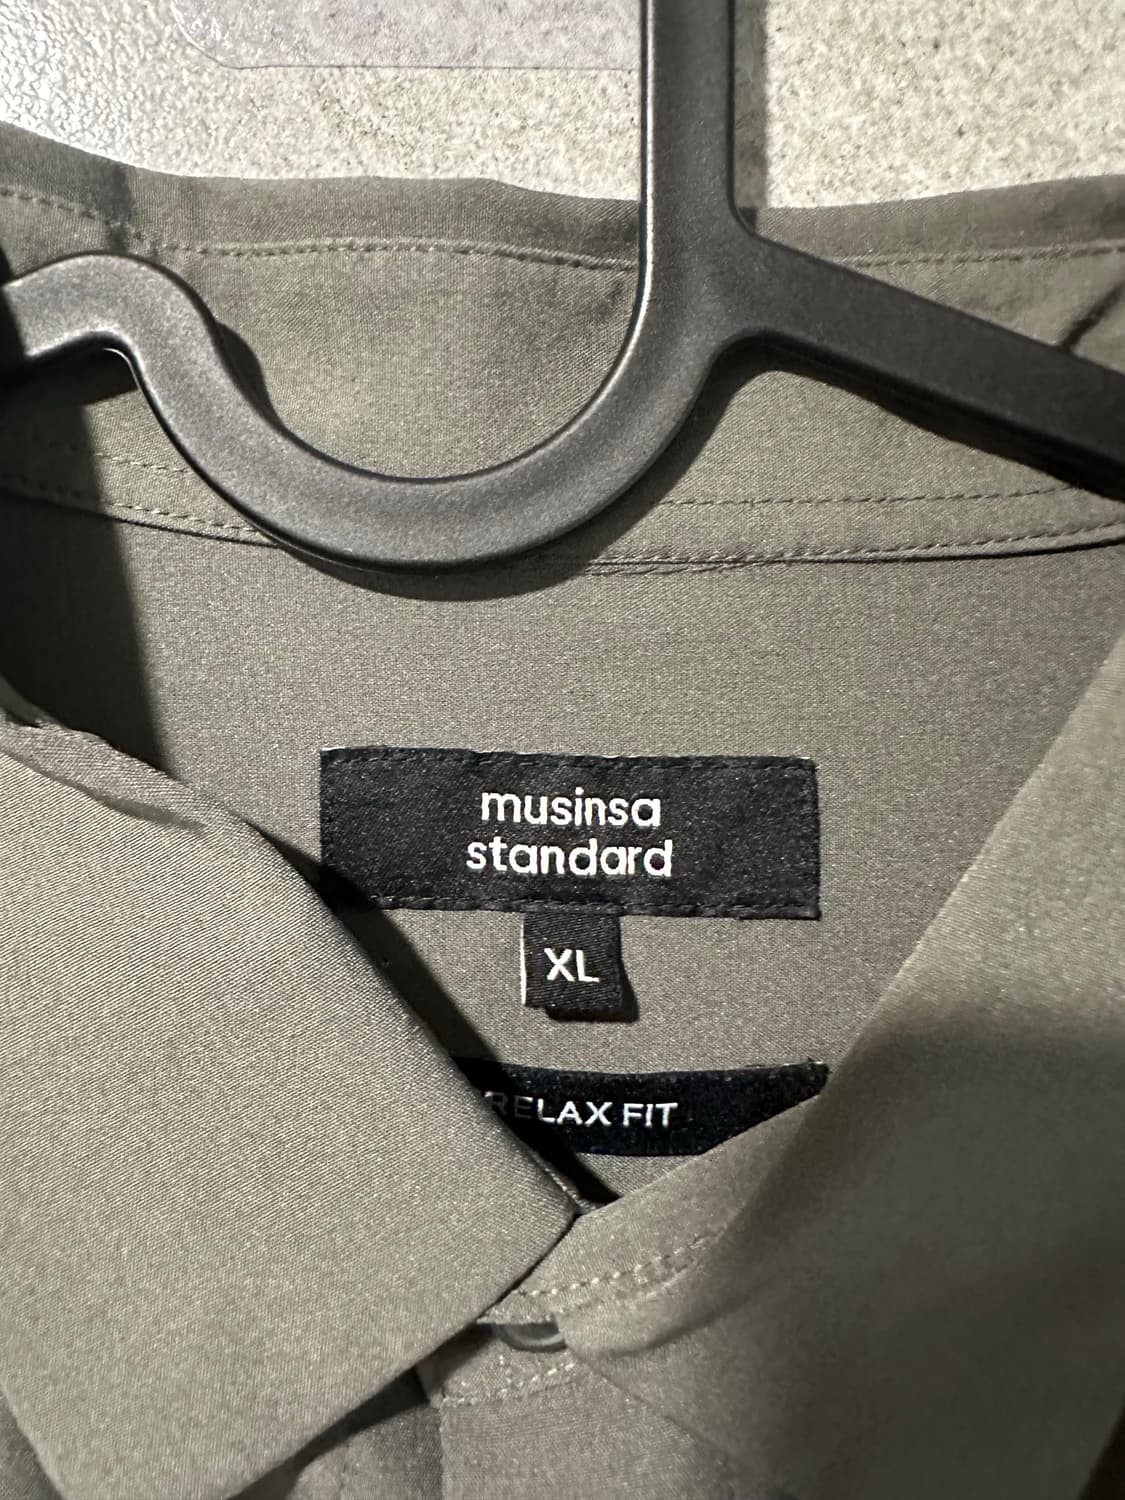 musinsa
standard
XL
RELAX FIT